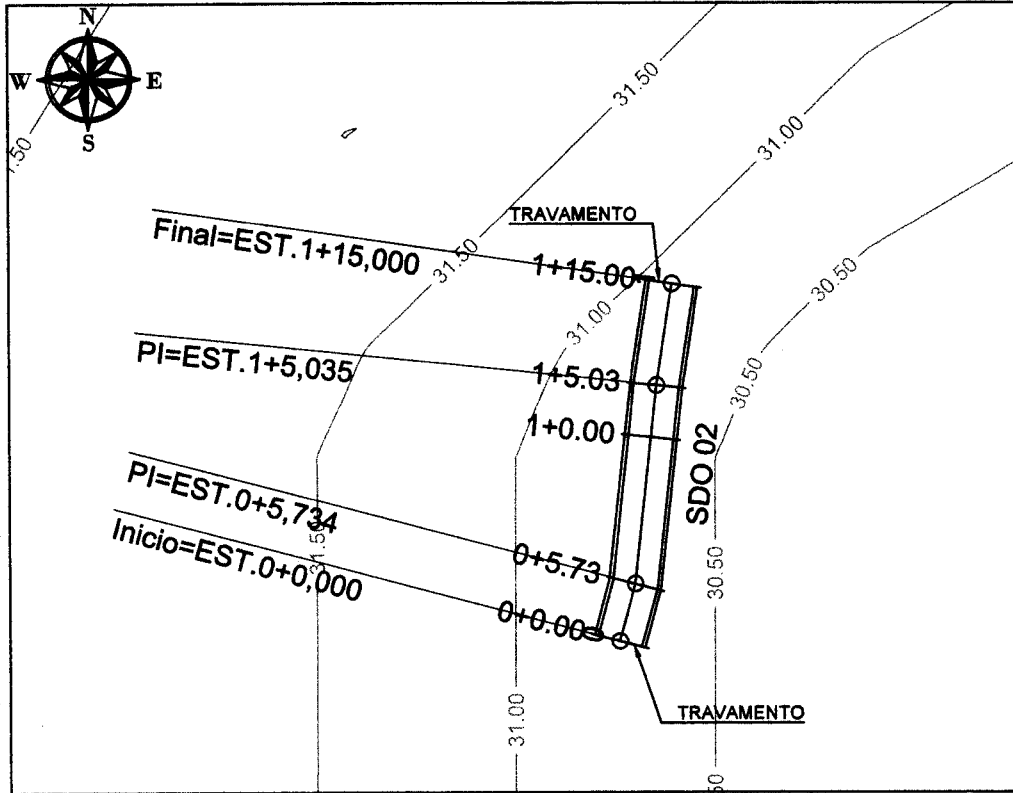 N
W
E
S
31.50
31.00
TRAVAMENTO
Final=EST.1+15,000
31.50
1+15.00
30.50
31.00
PI=EST.1+5,035
1+5.03
30.50
1+0.00
SDO 02
PI=EST.0+5,734
Inicio=EST.0+0,000
31.50
0+5.73
30.50
0+0.00
31.00
TRAVAMENTO